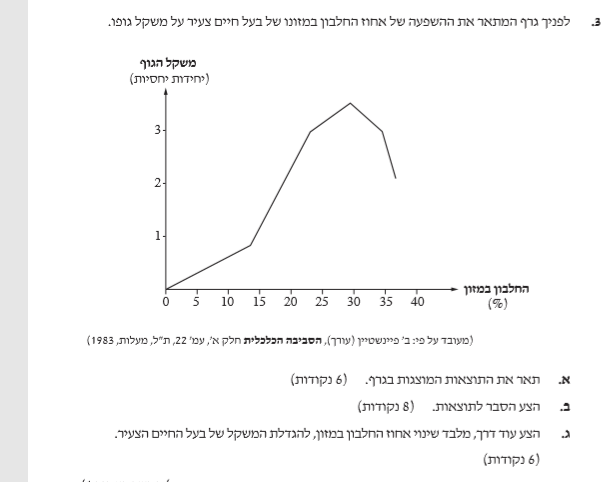 3. לפניך גרף המתאר את ההשפעה של אחוז החלבון במזונו של בעל חיים צעיר על משקל גופו.
משקל הגוף
(יחידות יחסיות)
3
2
1
0 5 10 15 20 25 30 35 40
החלבון במזון
(%)
(מעובד על פי: ב' פיינשטיין (עורך), הסביבה הכלכלית חלק א', עמ' 22, ת"ל, מעלות, 1983)
א. תאר את התוצאות המוצגות בגרף. (6 נקודות)
ב. הצע הסבר לתוצאות. (8 נקודות)
ג. הצע עוד דרך, מלבד שינוי אחוז החלבון במזון, להגדלת המשקל של בעל החיים הצעיר.
(6 נקודות)